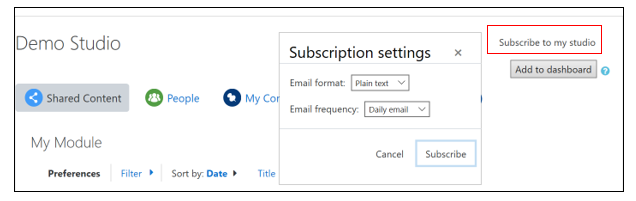 Demo Studio
Subscribe to my studio
Add to dashboard
Subscription settings
Email format: Plain text
Email frequency: Daily email
Cancel Subscribe
Shared Content People My Con
My Module
Preferences Filter Sort by: Date Title